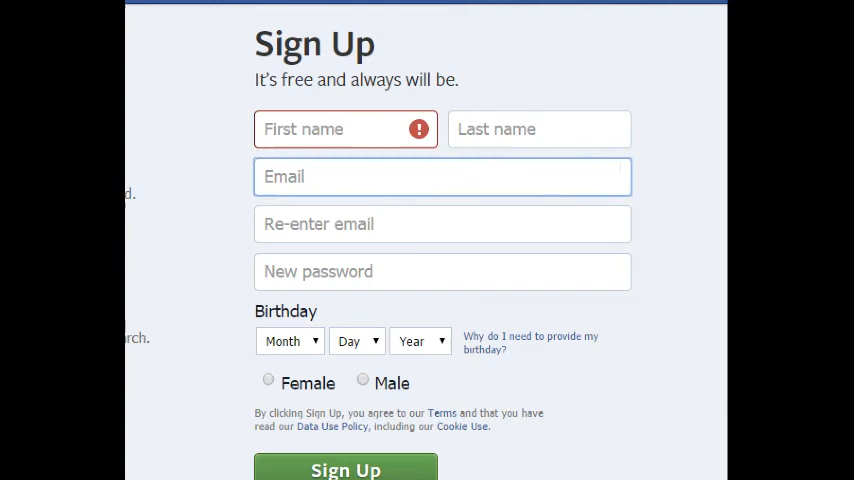 Sign Up
It's free and always will be.
First name
Last name
Email
Re-enter email
d.
New password
Birthday
rch.
Month
Day
Year
Why do I need to provide my
birthday?
Female
Male
By clicking Sign Up, you agree to our Terms and that you have
read our Data Use Policy, including our Cookie Use.
Sign Up